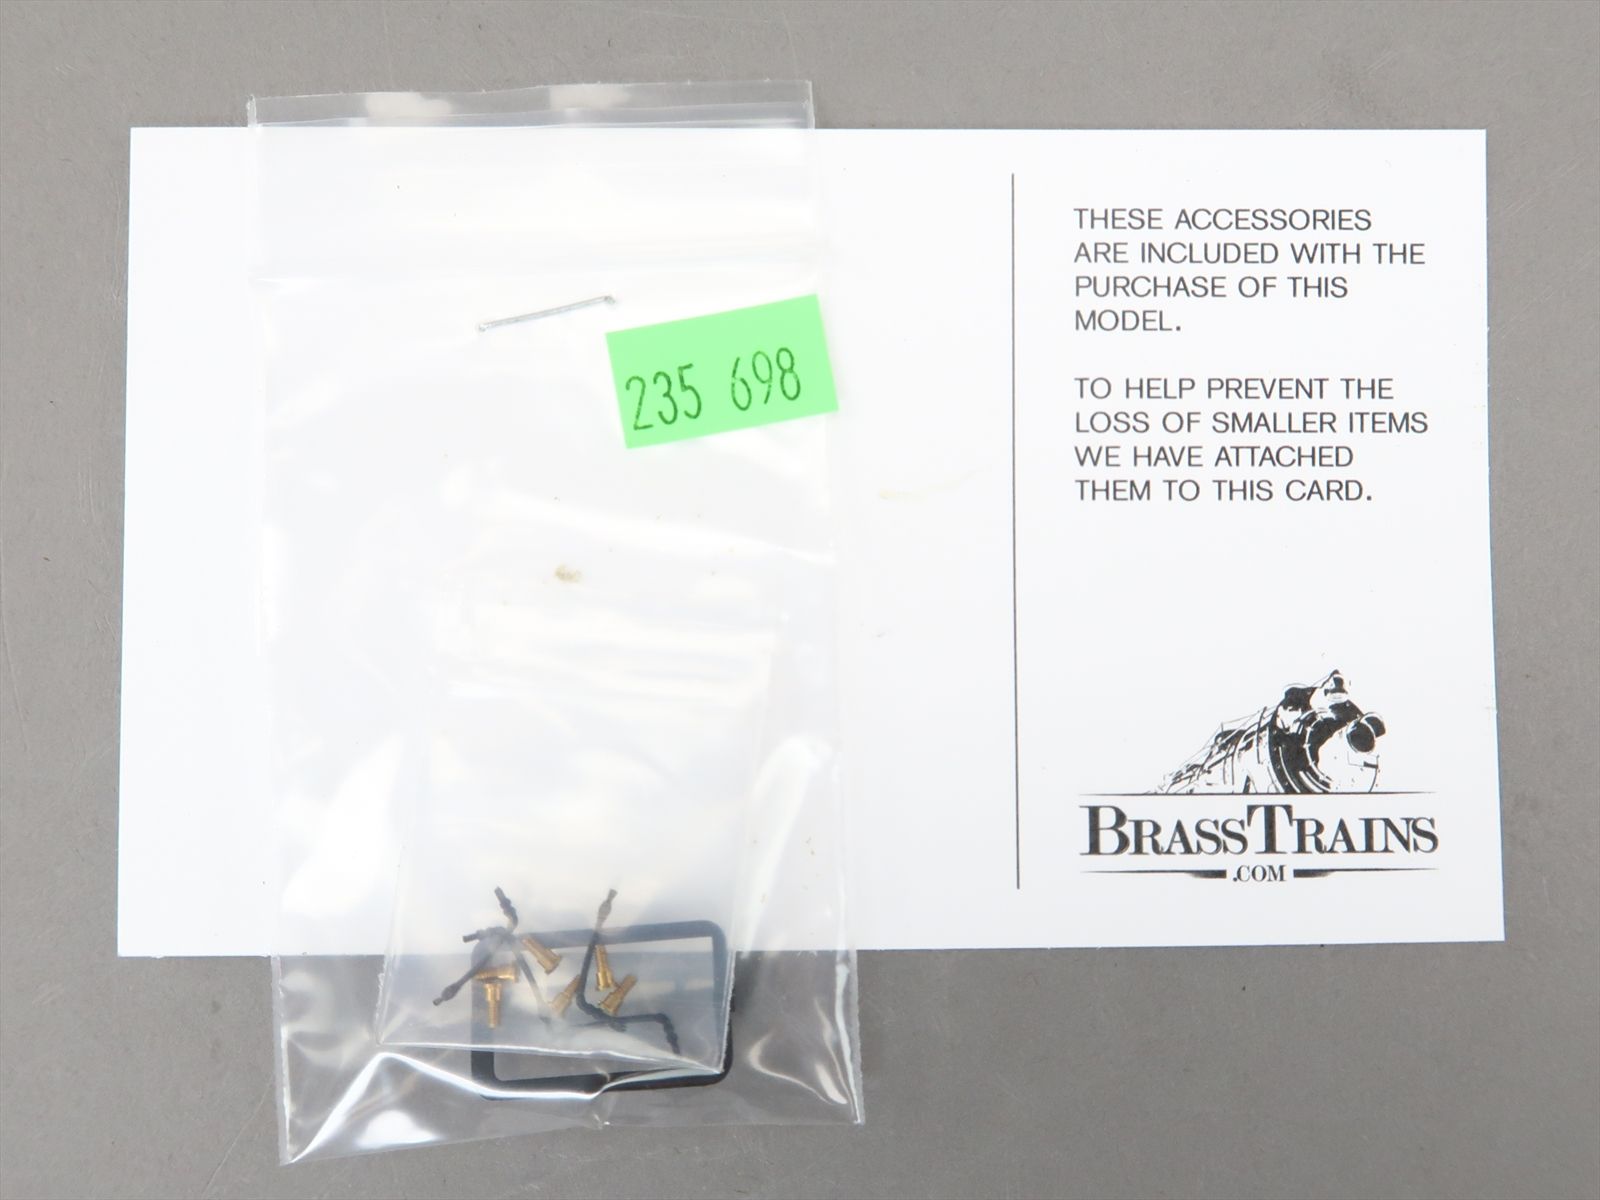 235 698
THESE ACCESSORIES
ARE INCLUDED WITH THE
PURCHASE OF THIS
MODEL.
TO HELP PREVENT THE
LOSS OF SMALLER ITEMS
WE HAVE ATTACHED
THEM TO THIS CARD.
BRASSTRAINS
.COM